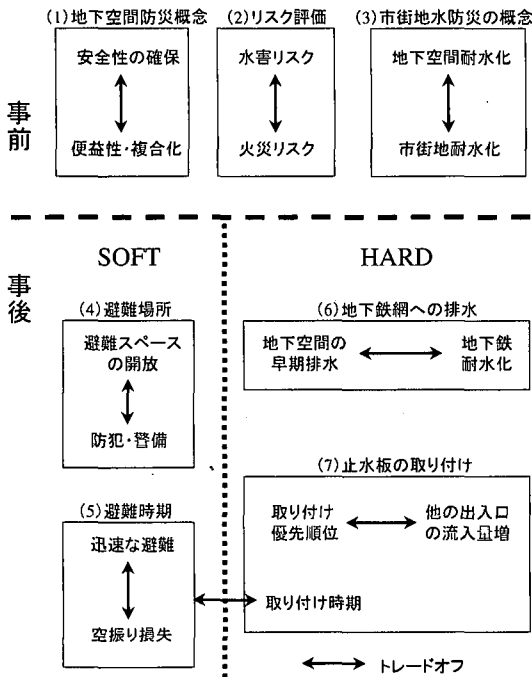 (1)地下空間防災概念
(2)リスク評価
(3)市街地水防災の概念
事前
安全性の確保
便益性・複合化
水害リスク
火災リスク
地下空間耐水化
市街地耐水化
事後
SOFT
HARD
(4)避難場所
避難スペース
の開放
防犯・警備
(5)避難時期
迅速な避難
空振り損失
(6)地下鉄網への排水
地下空間の
早期排水
地下鉄
耐水化
(7)止水板の取り付け
取り付け
優先順位
他の出入口
の流入量増
取り付け時期
トレードオフ